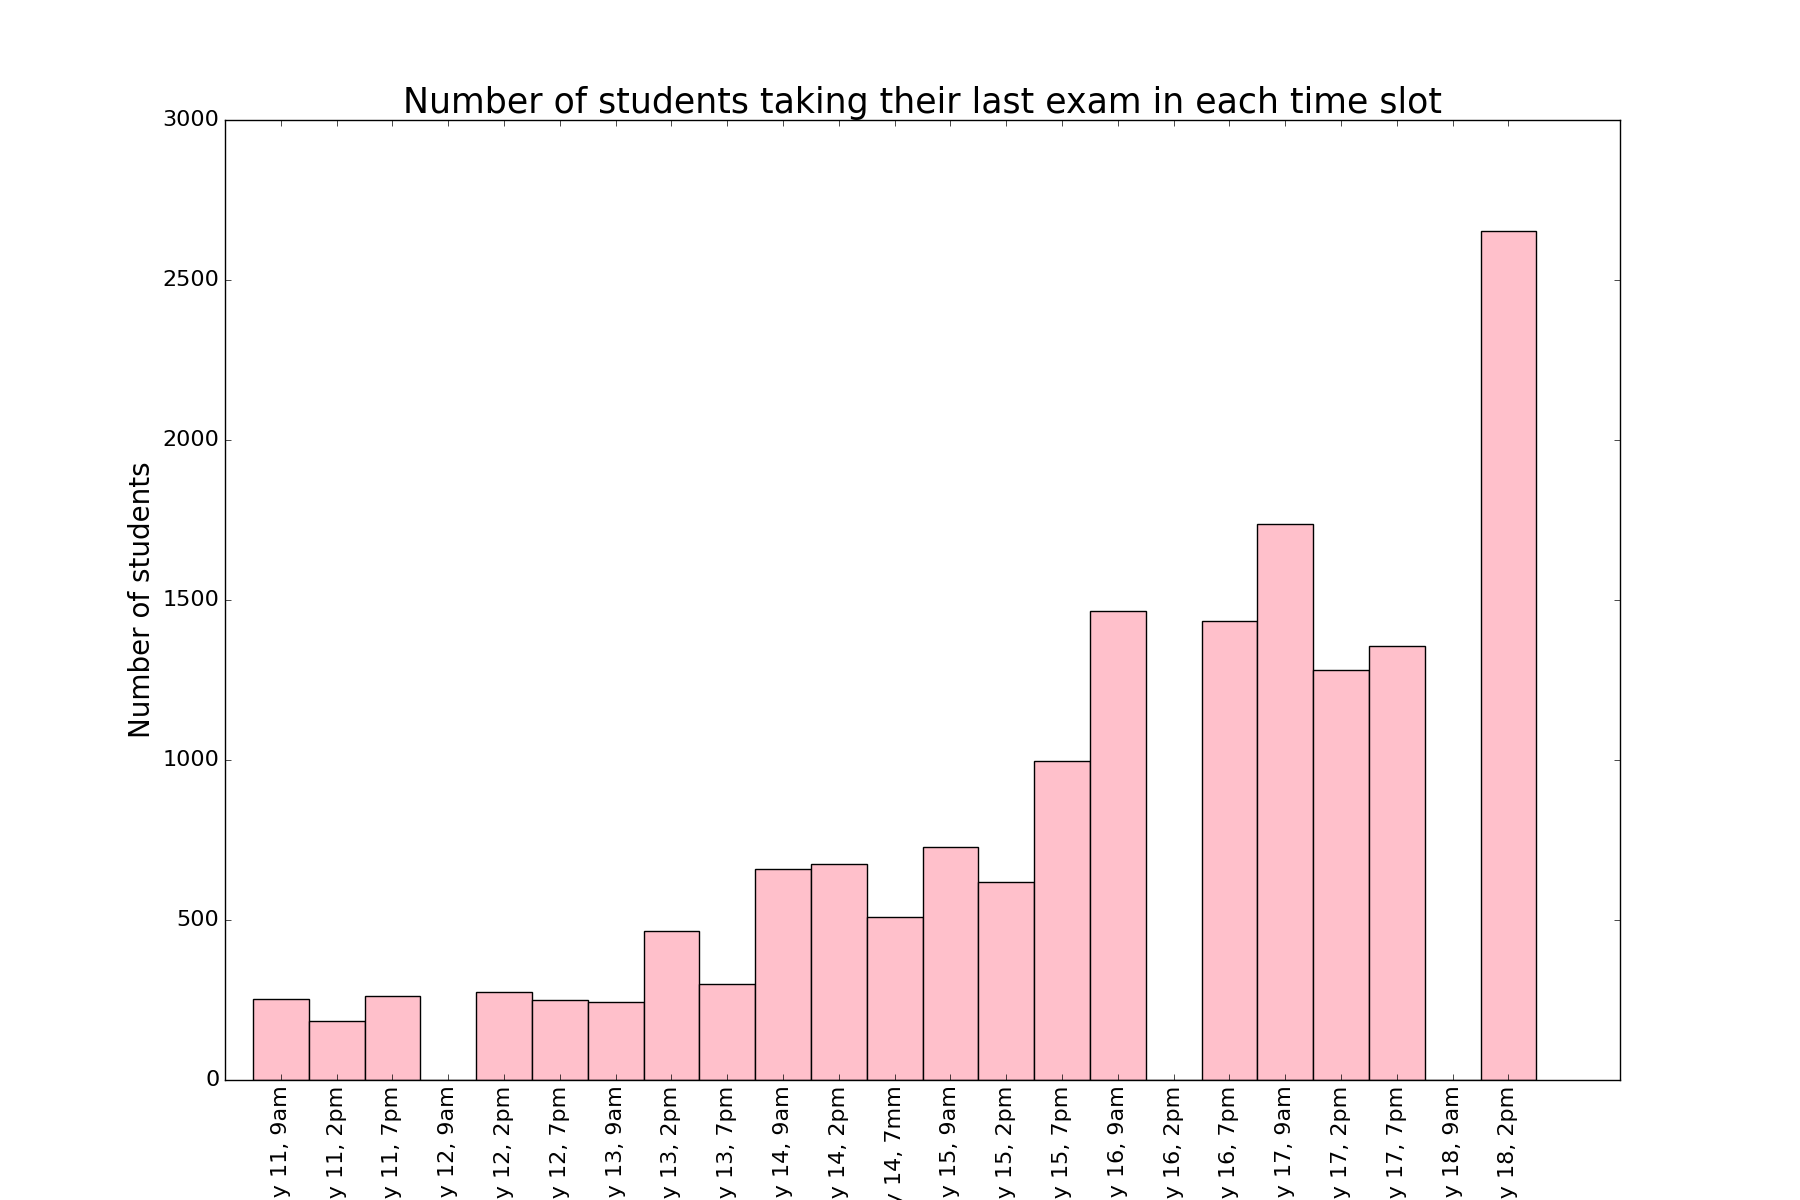 Number of students taking their last exam in each time slot
Number of students
3000
2500
2000
1500
1000
500
0
y 11, 9am
y 11, 2pm
y 11, 7pm
y 12, 9am
y 12, 2pm
y 12, 7pm
y 13, 9am
y 13, 2pm
y 13, 7pm
y 14, 9am
y 14, 2pm
y 14, 7mm
y 15, 9am
y 15, 2pm
y 15, 7pm
y 16, 9am
y 16, 2pm
y 16, 7pm
y 17, 9am
y 17, 2pm
y 17, 7pm
y 18, 9am
y 18, 2pm